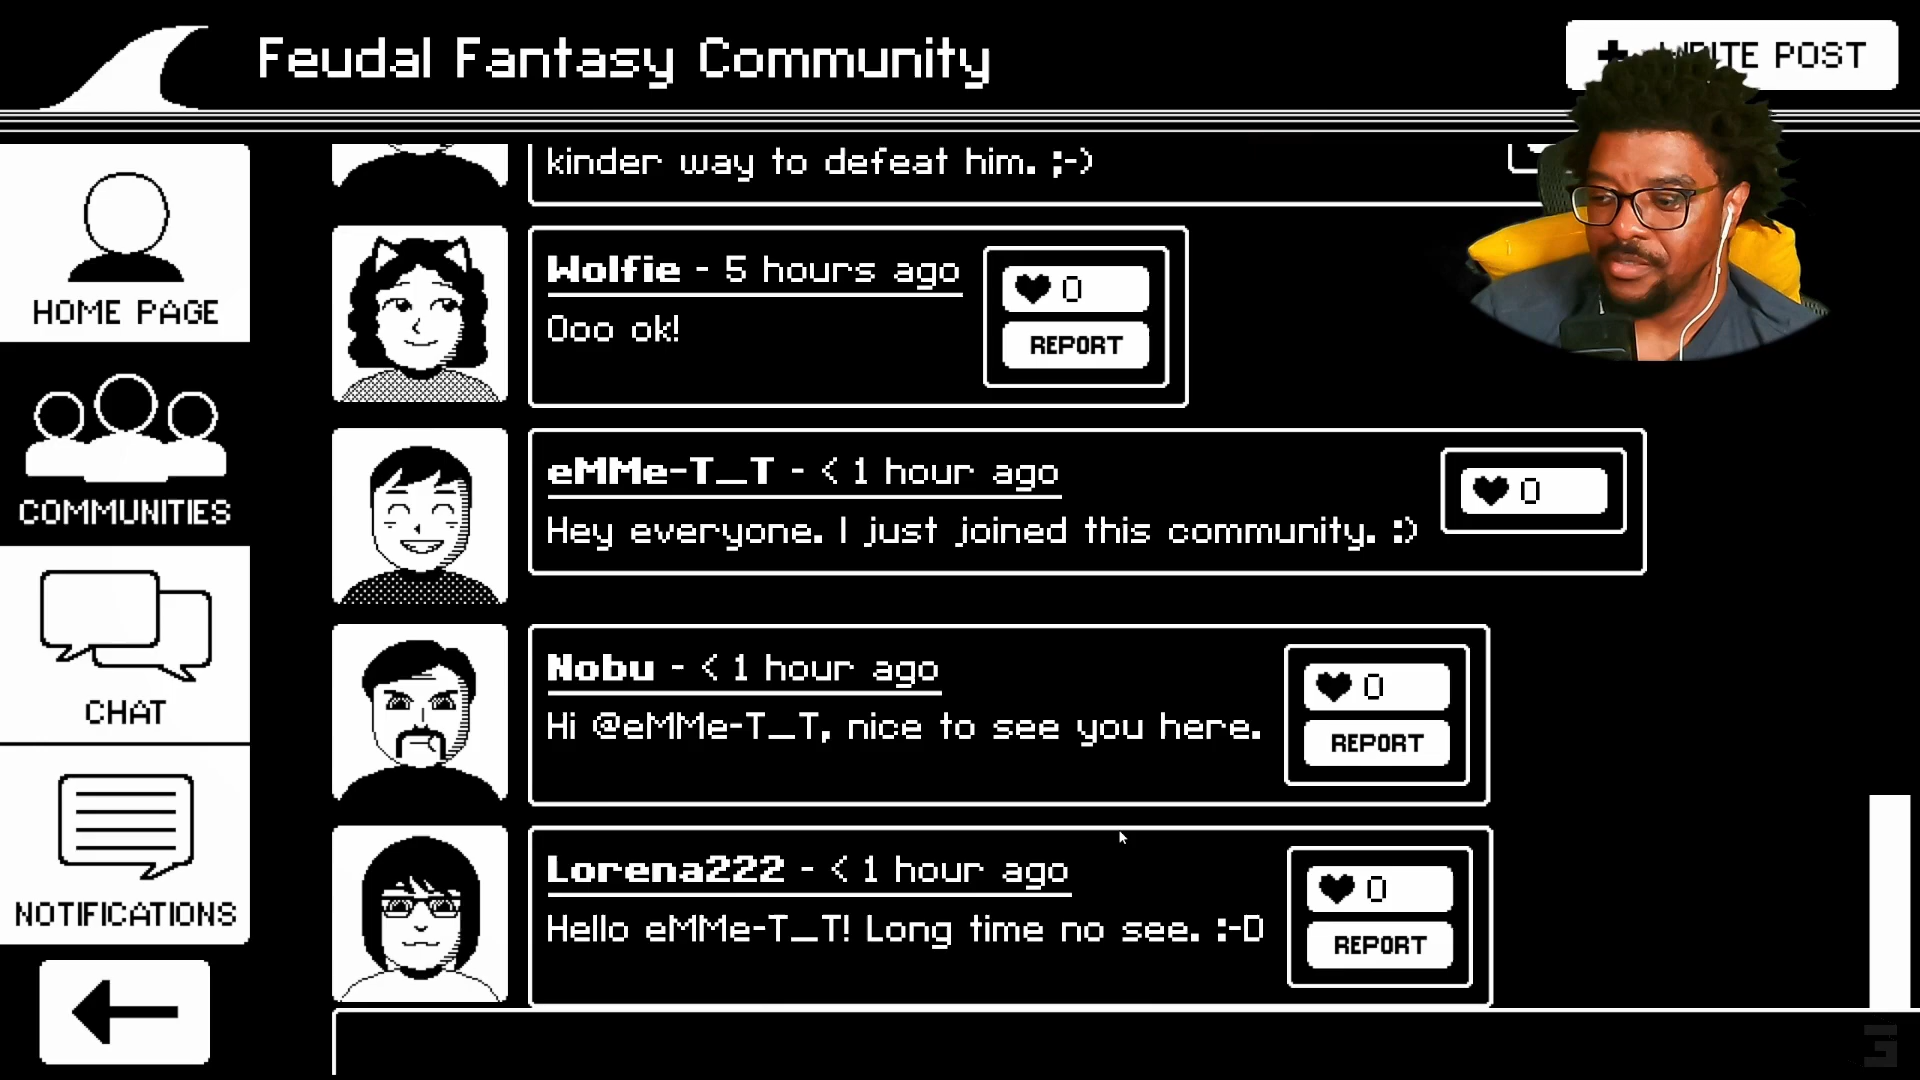 Feudal Fantasy Community
POST
kinder way to defeat him. ;-)
HOME PAGE
Wolfie - 5 hours ago
0
Ooo ok!
REPORT
COMMUNITIES
eMMe-T_T - < 1 hour ago
0
Hey everyone. I just joined this community. :)
CHAT
Nobu - < 1 hour ago
0
Hi @eMMe-T_T, nice to see you here.
REPORT
NOTIFICATIONS
Lorena222 - < 1 hour ago
0
Hello eMMe-T_T! Long time no see. :-D
REPORT